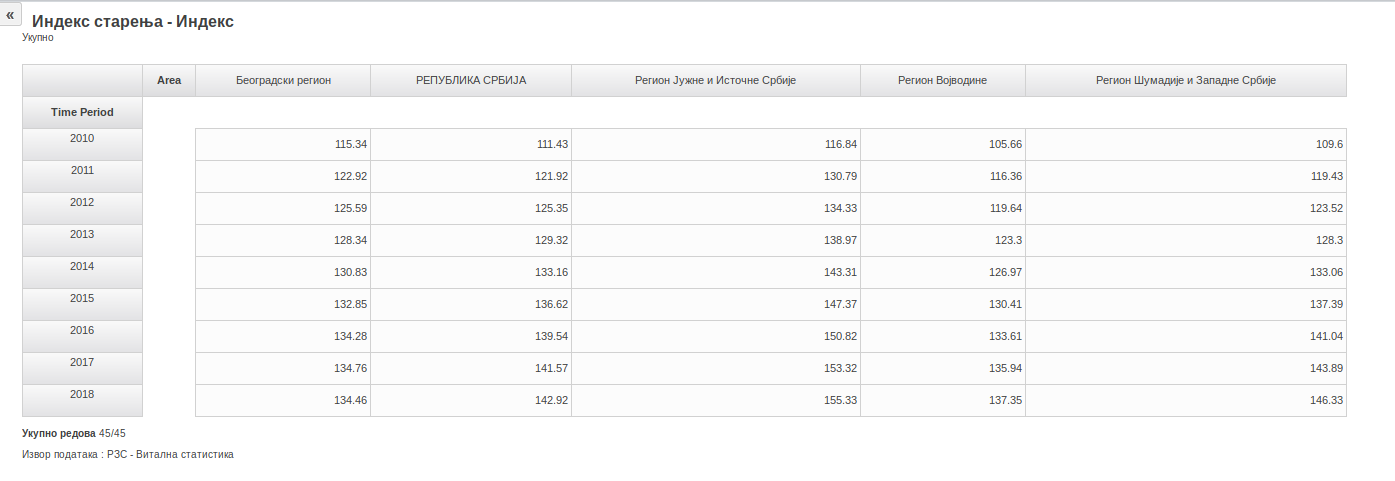 «
Индекс старења - Индекс
Укупно
Area Београдски регион РЕПУБЛИКА СРБИЈА Регион Јужне и Источне Србије Регион Војводине Регион Шумадије и Западне Србије
Time Period
2010 115.34 111.43 116.84 105.66 109.6
2011 122.92 121.92 130.79 116.36 119.43
2012 125.59 125.35 134.33 119.64 123.52
2013 128.34 129.32 138.97 123.3 128.3
2014 130.83 133.16 143.31 126.97 133.06
2015 132.85 136.62 147.37 130.41 137.39
2016 134.28 139.54 150.82 133.61 141.04
2017 134.76 141.57 153.32 135.94 143.89
2018 134.46 142.92 155.33 137.35 146.33
Укупно редова 45/45
Извор података : РЗС - Витална статистика